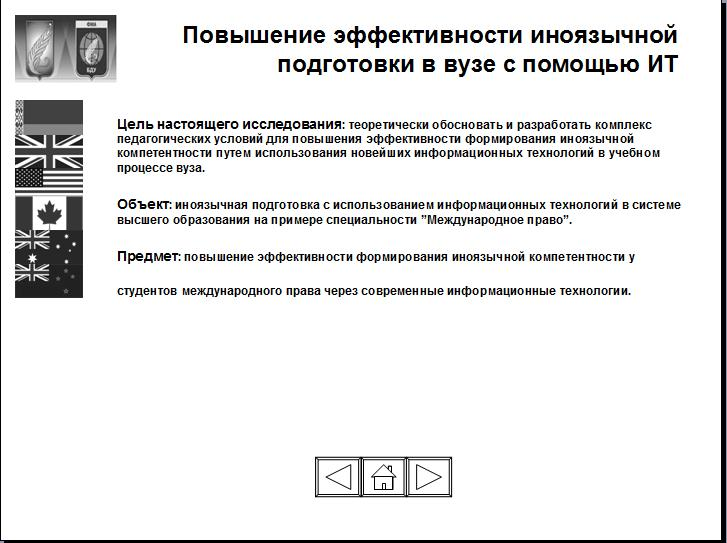 ФМА
БДУ
Повышение эффективности иноязычной
подготовки в вузе с помощью ИТ
Цель настоящего исследования: теоретически обосновать и разработать комплекс
педагогических условий для повышения эффективности формирования иноязычной
компетентности путем использования новейших информационных технологий в учебном
процессе вуза.
Объект: иноязычная подготовка с использованием информационных технологий в системе
высшего образования на примере специальности ”Международное право”.
Предмет: повышение эффективности формирования иноязычной компетентности у
студентов международного права через современные информационные технологии.